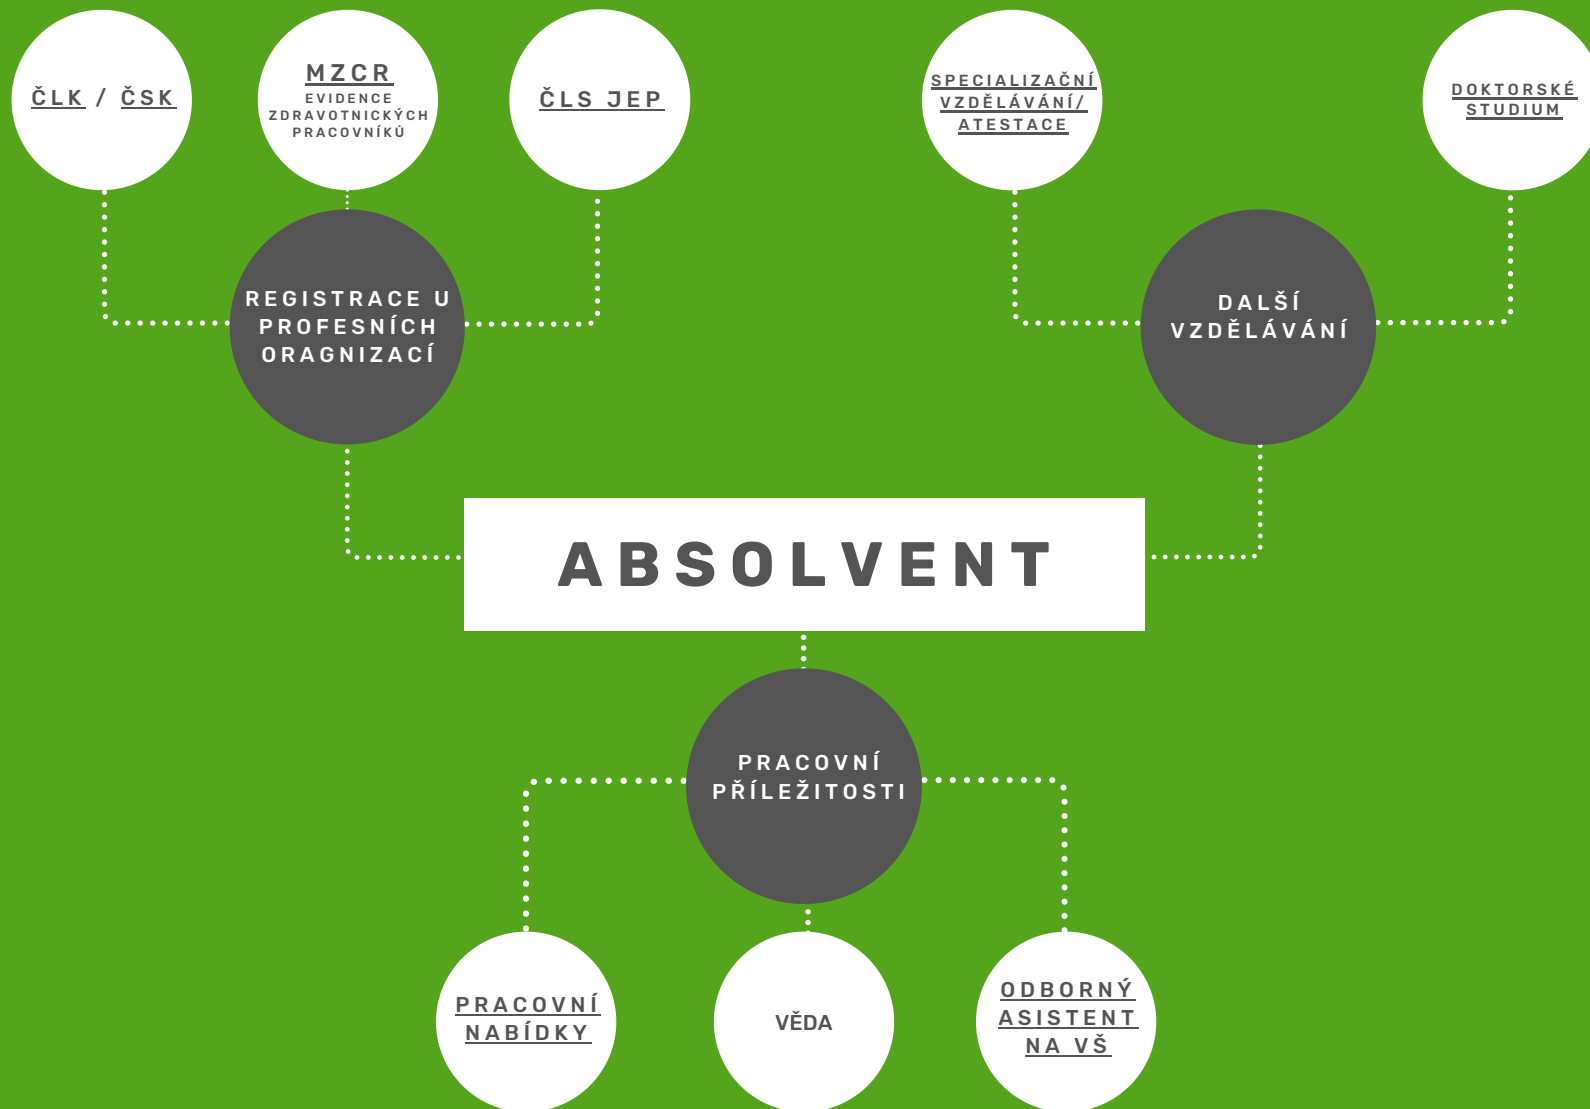 ČLK / ČSK
MZCR
EVIDENCE
ZDRAVOTNICKÝCH
PRACOVNÍKŮ
ČLS JEP
SPECIALIZAČNÍ
VZDĚLÁVÁNÍ/
ATESTACE
DOKTORSKÉ
STUDIUM
REGISTRACE U
PROFESNÍCH
ORAGNIZACÍ
DALŠÍ
VZDĚLÁVÁNÍ
ABSOLVENT
PRACOVNÍ
PŘÍLEŽITOSTI
PRACOVNÍ
NABÍDKY
VĚDA
ODBORNÝ
ASISTENT
NA VŠ